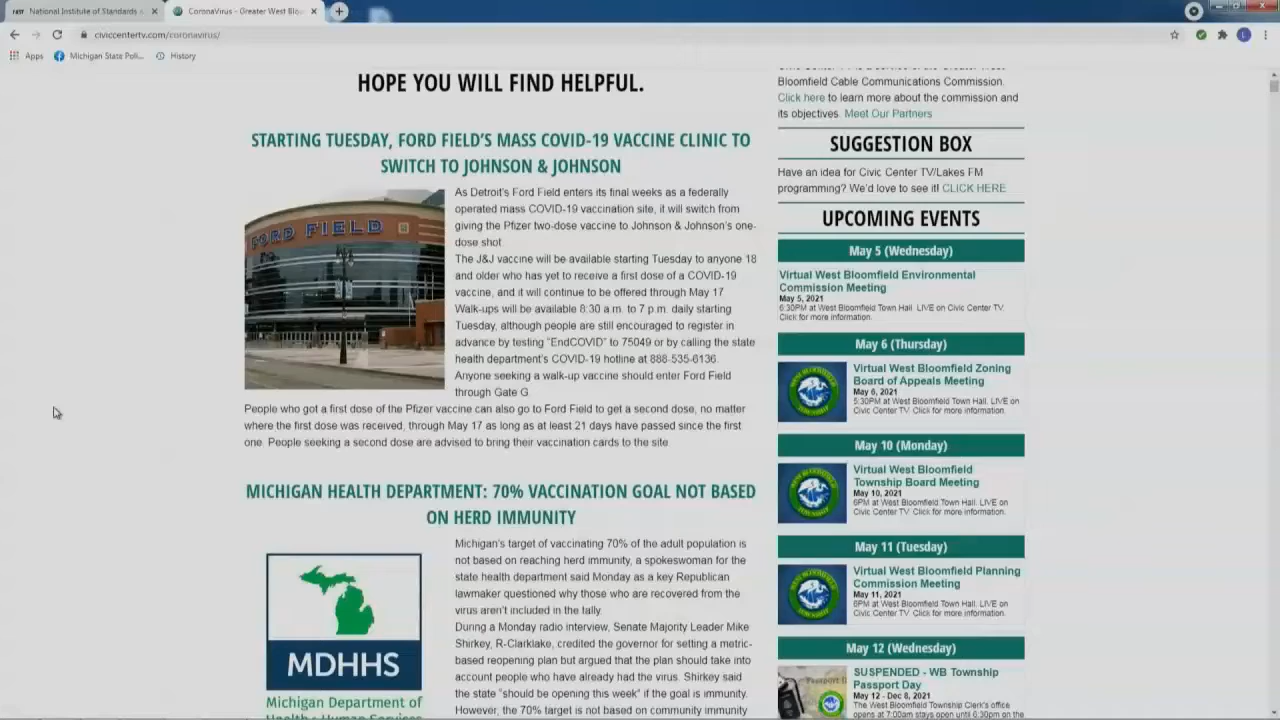 National Institute of Standards
CoronaVirus - Greater West Blo
civiccentertv.com/coronavirus/
Apps
Michigan State Poli...
History
L
HOPE YOU WILL FIND HELPFUL.
STARTING TUESDAY, FORD FIELD'S MASS COVID-19 VACCINE CLINIC TO
SWITCH TO JOHNSON & JOHNSON
FORD FIELD
As Detroit's Ford Field enters its final weeks as a federally
operated mass COVID-19 vaccination site, it will switch from
giving the Pfizer two-dose vaccine to Johnson & Johnson's one-
dose shot.
The J&J vaccine will be available starting Tuesday to anyone 18
and older who has yet to receive a first dose of a COVID-19
vaccine, and it will continue to be offered through May 17
Walk-ups will be available 8:30 a.m. to 7 p.m. daily starting
Tuesday, although people are still encouraged to register in
advance by texting "EndCOVID" to 75049 or by calling the state
health department's COVID-19 hotline at 888-535-6136.
Anyone seeking a walk-up vaccine should enter Ford Field
through Gate G
People who got a first dose of the Pfizer vaccine can also go to Ford Field to get a second dose, no matter
where the first dose was received, through May 17 as long as at least 21 days have passed since the first
one. People seeking a second dose are advised to bring their vaccination cards to the site.
MICHIGAN HEALTH DEPARTMENT: 70% VACCINATION GOAL NOT BASED
ON HERD IMMUNITY
MDHHS
Michigan Department of
Michigan's target of vaccinating 70% of the adult population is
not based on reaching herd immunity, a spokeswoman for the
state health department said Monday as a key Republican
lawmaker questioned why those who are recovered from the
virus aren't included in the tally.
During a Monday radio interview, Senate Majority Leader Mike
Shirkey, R-Clarklake, credited the governor for setting a metric-
based reopening plan but argued that the plan should take into
account people who have already had the virus. Shirkey said
the state "should be opening this week" if the goal is immunity.
However, the 70% target is not based on community immunity
Bloomfield Cable Communications Commission.
Click here to learn more about the commission and
its objectives. Meet Our Partners
SUGGESTION BOX
Have an idea for Civic Center TV/Lakes FM
programming? We'd love to see it! CLICK HERE
UPCOMING EVENTS
May 5 (Wednesday)
Virtual West Bloomfield Environmental
Commission Meeting
May 5, 2021
6:30PM at West Bloomfield Town Hall. LIVE on Civic Center TV.
Click for more information.
May 6 (Thursday)
Virtual West Bloomfield Zoning
Board of Appeals Meeting
May 6, 2021
5:30PM at West Bloomfield Town Hall. LIVE on
Civic Center TV. Click for more information.
May 10 (Monday)
Virtual West Bloomfield
Township Board Meeting
May 10, 2021
6PM at West Bloomfield Town Hall. LIVE on
Civic Center TV. Click for more information.
May 11 (Tuesday)
Virtual West Bloomfield Planning
Commission Meeting
May 11, 2021
6PM at West Bloomfield Town Hall. LIVE on
Civic Center TV. Click for more information.
May 12 (Wednesday)
SUSPENDED - WB Township
Passport Day
May 12 - Dec 8, 2021
The West Bloomfield Township Clerk's office
opens at 7:00am stays open until 6:30pm on the